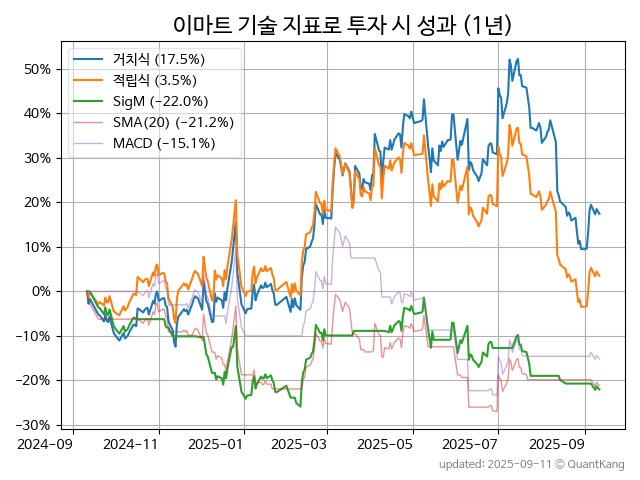 이마트 기술 지표로 투자 시 성과 (1년)
거치식 (17.5%)
적립식 (3.5%)
SigM (−22.0%)
SMA(20) (−21.2%)
MACD (−15.1%)
50%
40%
30%
20%
10%
0%
−10%
−20%
−30%
2024-09 2024-11 2025-01 2025-03 2025-05 2025-07 2025-09
updated: 2025-09-11 © QuantKang